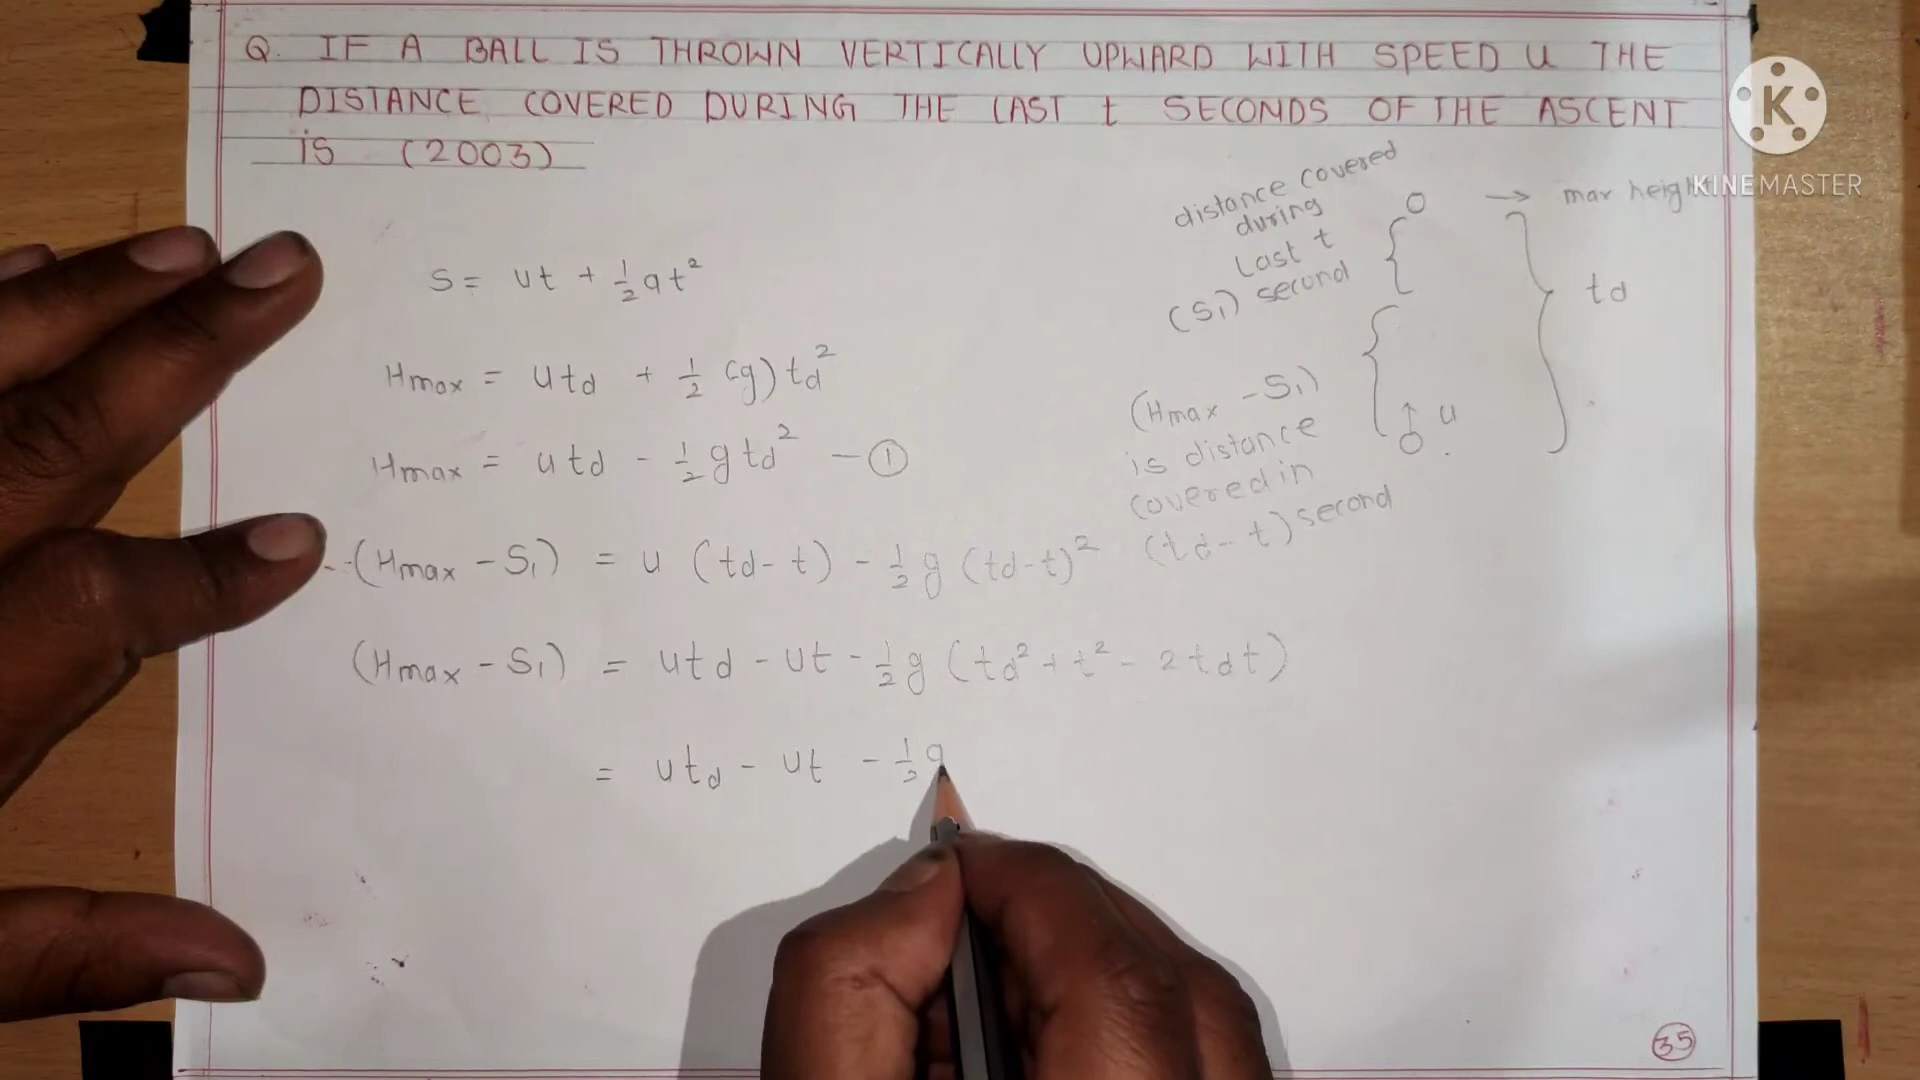 Q. IF A BALL IS THROWN VERTICALLY UPWARD WITH SPEED u THE
DISTANCE COVERED DURING THE LAST t SECONDS OF THE ASCENT
is (2003)
K
KINEMASTER
distance covered
during
Last t
(S₁) second
O → max heigh
td
S = ut + ½at²
Hmax = utd + ½ (g) td²
Hmax = utd - ½ g td² — ①
(Hmax - S₁)
is distance
covered in
(td - t) second
u
(Hmax - S₁) = u (td - t) - ½ g (td - t)²
(Hmax - S₁) = utd - ut - ½ g (td² + t² - 2tdt)
= utd - ut - ½ g
35